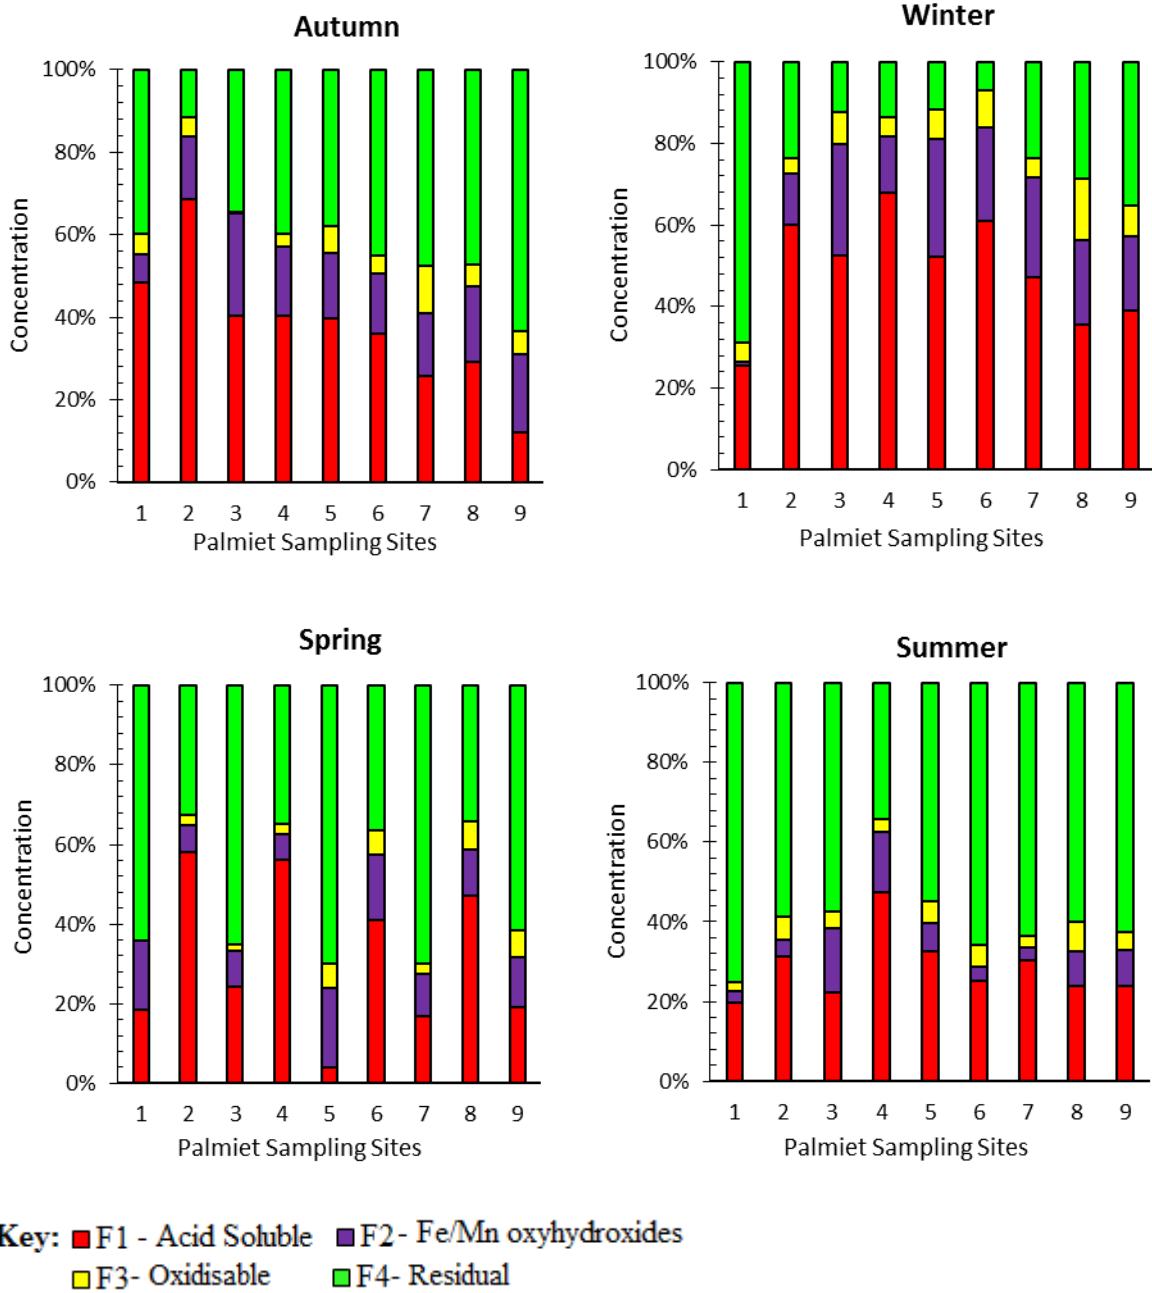 Autumn
100%
80%
60%
40%
20%
0%
Concentration
1 2 3 4 5 6 7 8 9
Palmiet Sampling Sites
Winter
100%
80%
60%
40%
20%
0%
Concentration
1 2 3 4 5 6 7 8 9
Palmiet Sampling Sites
Spring
100%
80%
60%
40%
20%
0%
Concentration
1 2 3 4 5 6 7 8 9
Palmiet Sampling Sites
Summer
100%
80%
60%
40%
20%
0%
Concentration
1 2 3 4 5 6 7 8 9
Palmiet Sampling Sites
Key: F1 - Acid Soluble F2- Fe/Mn oxyhydroxides
F3- Oxidisable F4- Residual